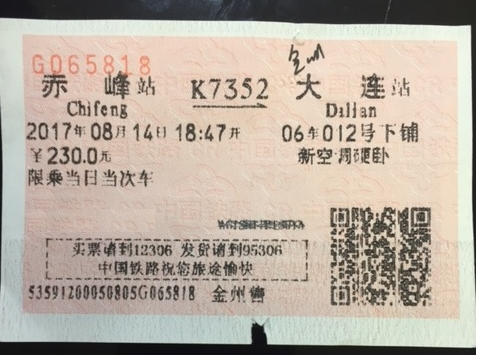 G065818
赤峰站 K7352 大连站
Chifeng Dalian
2017年08月14日18:47开 06车012号下铺
￥230.0元 新空调硬卧
限乘当日当次车
买票请到12306 发货请到95306
中国铁路祝您旅途愉快
53591200050805G065818 金州售